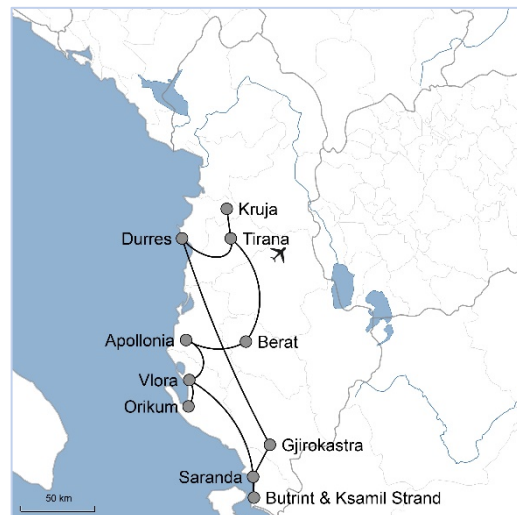 Kruja
Durres
Tirana
Apollonia
Berat
Vlora
Orikum
Gjirokastra
Saranda
50 km
Butrint & Ksamil Strand